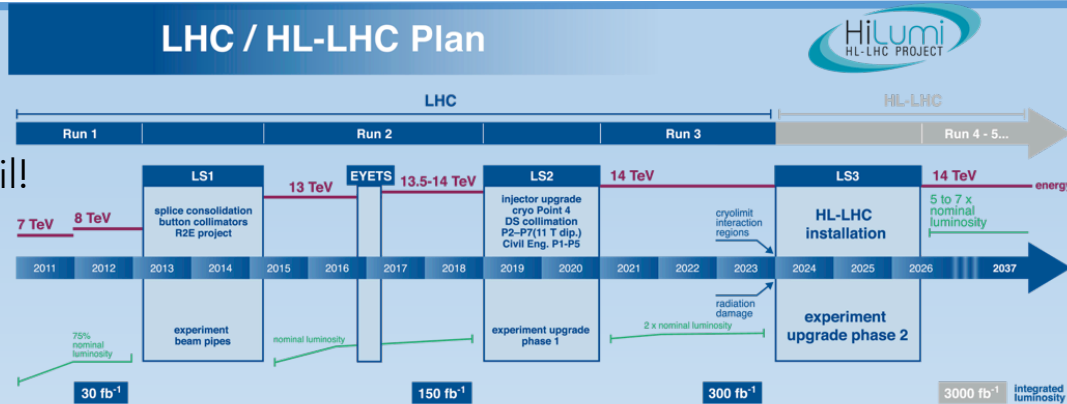 LHC / HL-LHC Plan
HiLumi
HL-LHC PROJECT
LHC
HL-LHC
Run 1
Run 2
Run 3
Run 4 - 5...
il!
LS1
EYETS
LS2
LS3
13 TeV
13.5-14 TeV
14 TeV
14 TeV
energy
7 TeV
8 TeV
splice consolidation
button collimators
R2E project
injector upgrade
cryo Point 4
DS collimation
P2-P7(11 T dip.)
Civil Eng. P1-P5
cryolimit
interaction
regions
HL-LHC
installation
5 to 7 x
nominal
luminosity
2011
2012
2013
2014
2015
2016
2017
2018
2019
2020
2021
2022
2023
2024
2025
2026
2037
radiation
damage
75%
nominal
luminosity
experiment
beam pipes
nominal luminosity
experiment upgrade
phase 1
2 x nominal luminosity
experiment
upgrade phase 2
30 fb⁻¹
150 fb⁻¹
300 fb⁻¹
3000 fb⁻¹
integrated
luminosity